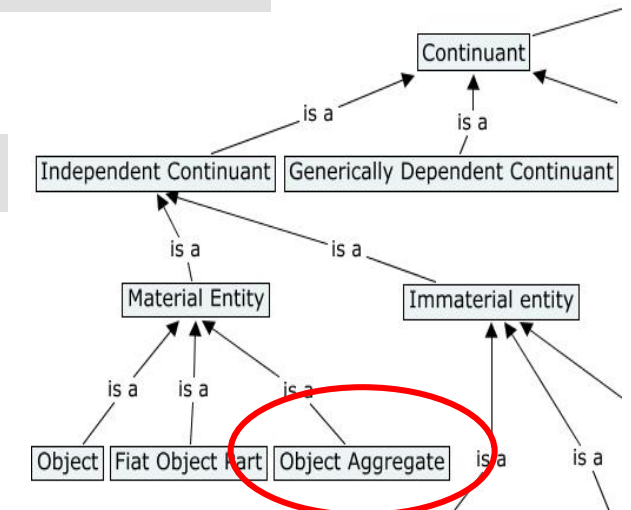 Continuant
is a
is a
Independent Continuant
Generically Dependent Continuant
is a
is a
Material Entity
Immaterial entity
is a
is a
is a
Object
Fiat Object Part
Object Aggregate
is a
is a